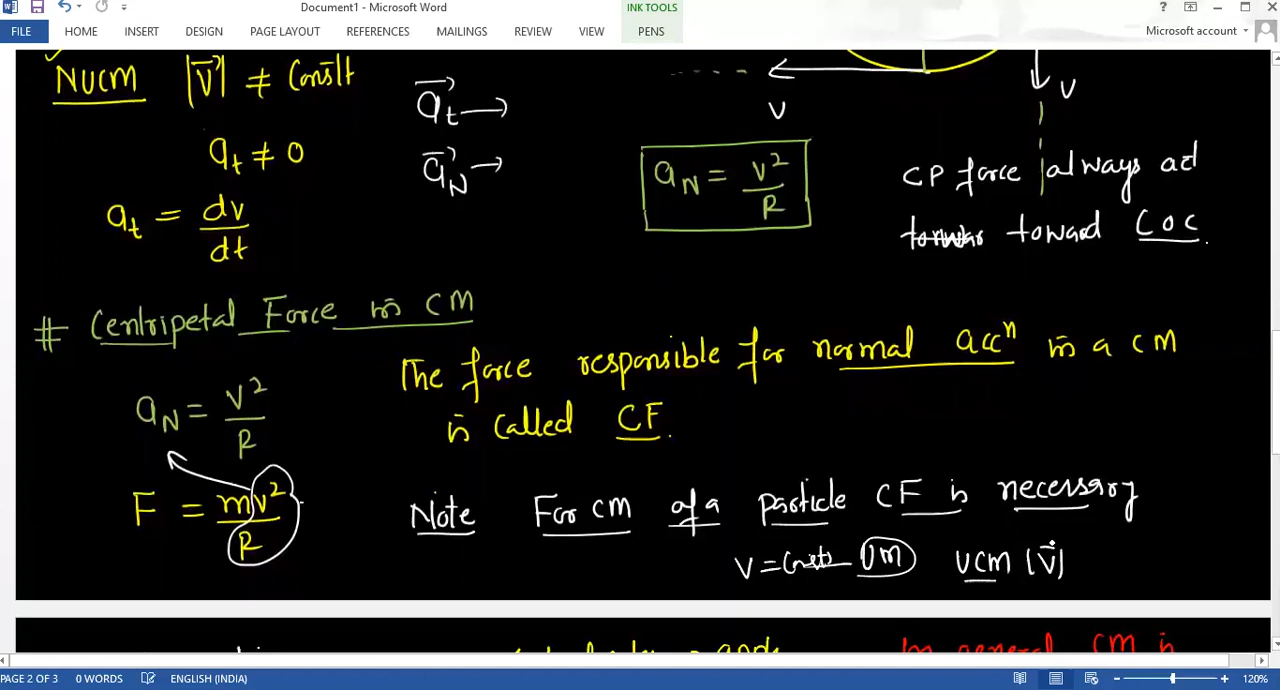 Document1 - Microsoft Word
INK TOOLS
FILE HOME INSERT DESIGN PAGE LAYOUT REFERENCES MAILINGS REVIEW VIEW PENS
Microsoft account
NUCM |v⃗| ≠ Const
a⃗t →
v
v
at ≠ 0
a⃗N →
aN = v²/R
CP force always act
toward COC.
at = dv/dt
# Centripetal Force in CM
The force responsible for normal accⁿ in a CM
is called CF.
aN = v²/R
F = mv²/R
Note For CM of a particle CF is necessary
v = Const UM UCM |v⃗|
In general CM is
PAGE 2 OF 3 0 WORDS ENGLISH (INDIA) 120%